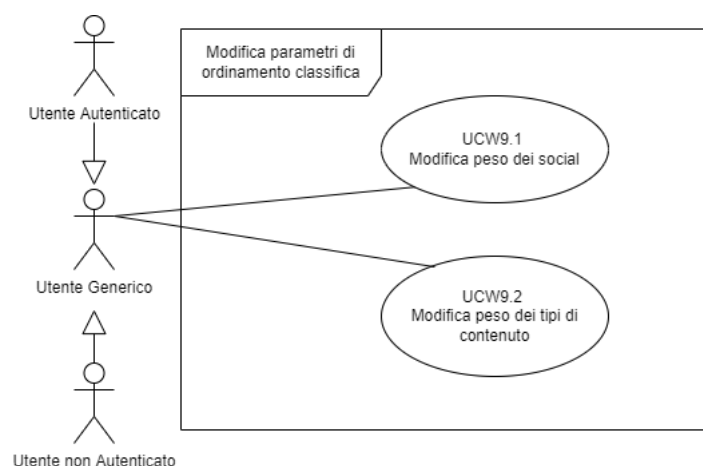 Modifica parametri di
ordinamento classifica
Utente Autenticato
UCW9.1
Modifica peso dei social
Utente Generico
UCW9.2
Modifica peso dei tipi di
contenuto
Utente non Autenticato